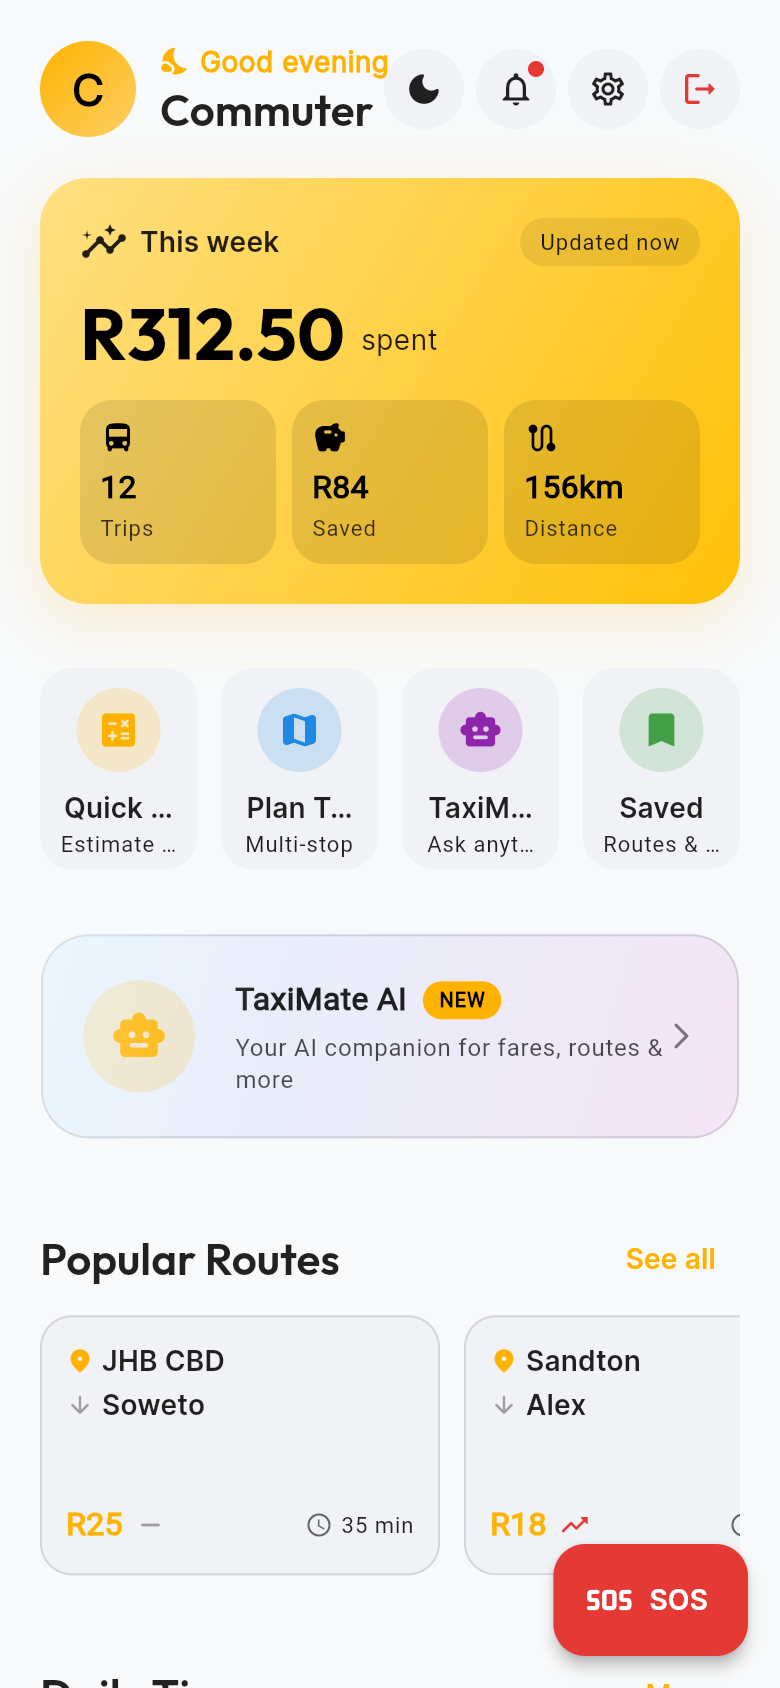 C
Good evening
Commuter
This week
Updated now
R312.50 spent
12
Trips
R84
Saved
156km
Distance
Quick ...
Estimate ...
Plan T...
Multi-stop
TaxiM...
Ask anyt...
Saved
Routes & ...
TaxiMate AI NEW
Your AI companion for fares, routes &
more
Popular Routes See all
JHB CBD
Soweto
R25 35 min
Sandton
Alex
R18
SOS SOS